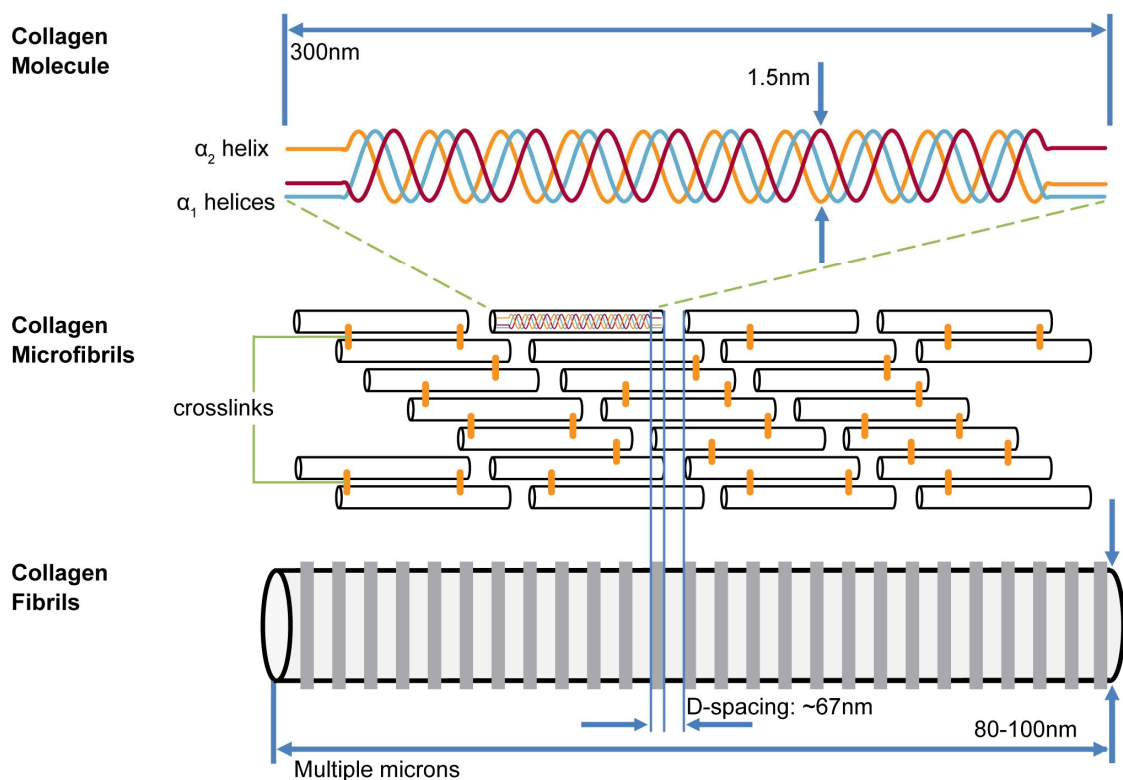 Collagen
Molecule
300nm
1.5nm
α₂ helix
α₁ helices
Collagen
Microfibrils
crosslinks
Collagen
Fibrils
D-spacing: ~67nm
80-100nm
Multiple microns